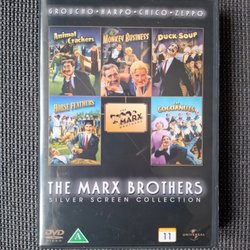 GROUCHO • HARPO • CHICO • ZEPPO
Animal Crackers
MONKEY BUSINESS
DUCK SOUP
HORSE FEATHERS
THE MARX BROTHERS
The COCOANUTS
THE MARX BROTHERS
SILVER SCREEN COLLECTION
DVD
VIDEO
A
11
UNIVERSAL